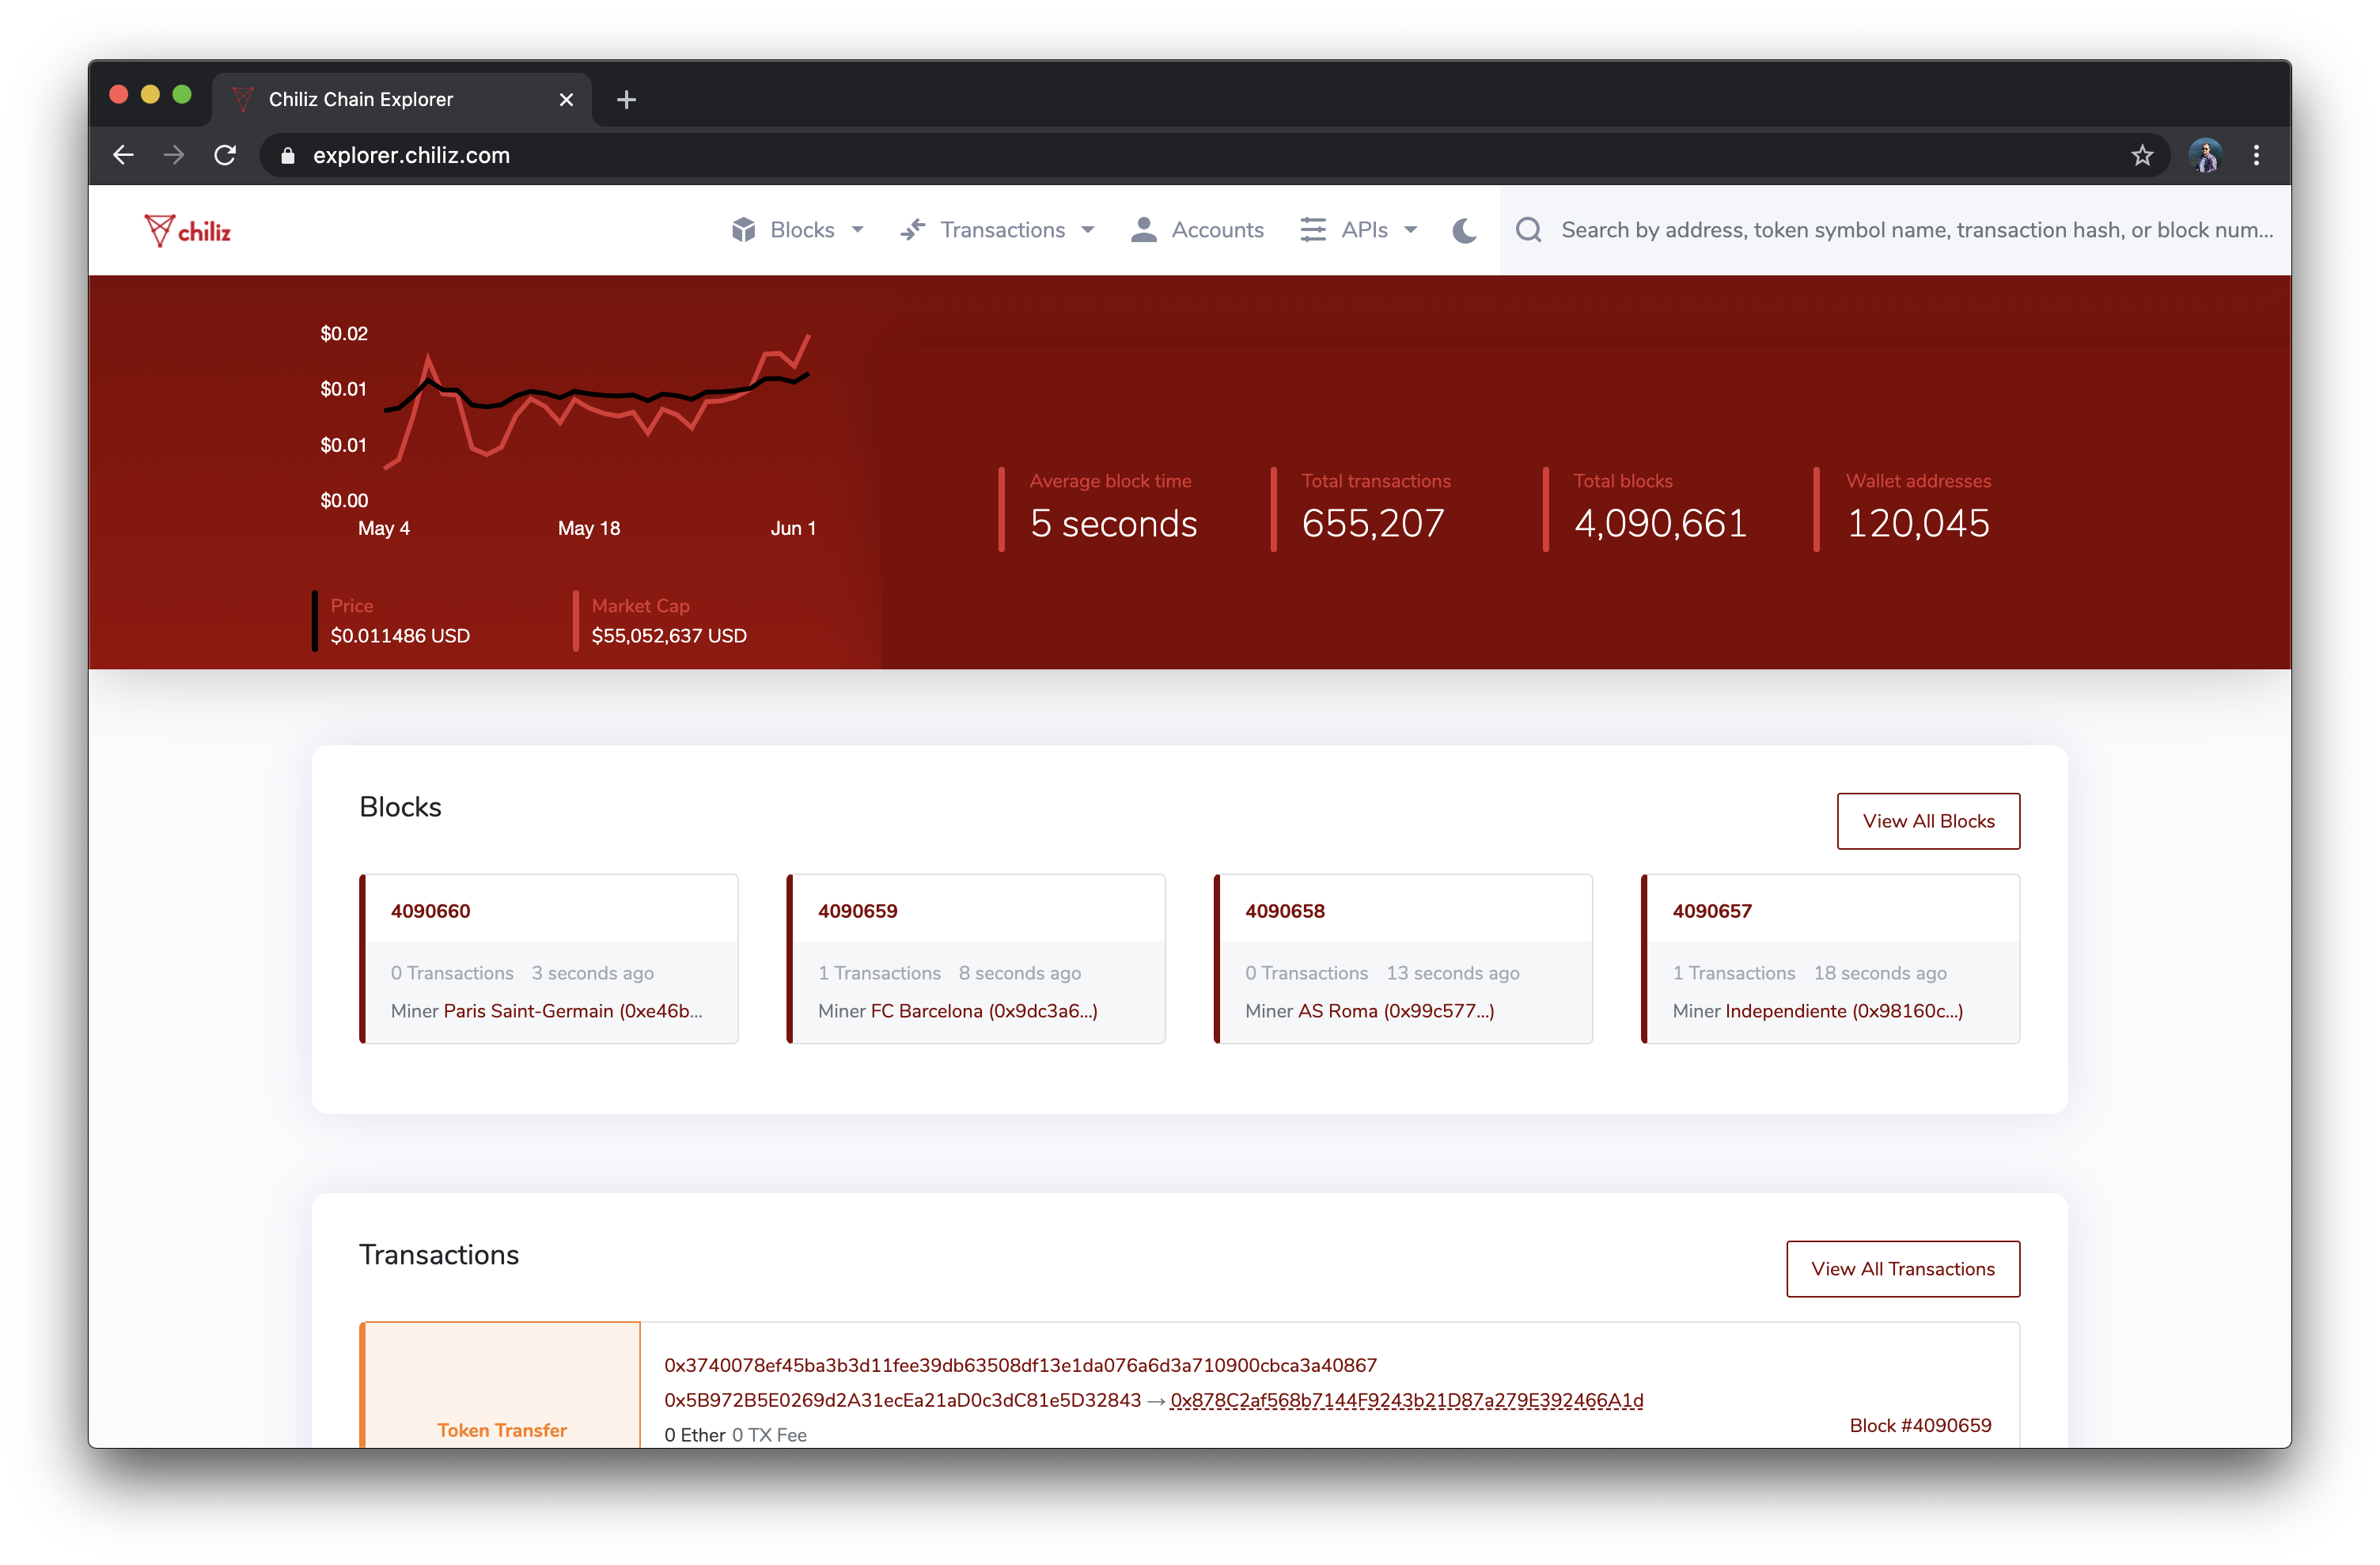 Chiliz Chain Explorer
explorer.chiliz.com
chiliz
Blocks
Transactions
Accounts
APIs
Search by address, token symbol name, transaction hash, or block num...
$0.02
$0.01
$0.01
$0.00
May 4 May 18 Jun 1
Price
$0.011486 USD
Market Cap
$55,052,637 USD
Average block time
5 seconds
Total transactions
655,207
Total blocks
4,090,661
Wallet addresses
120,045
Blocks
View All Blocks
4090660
0 Transactions 3 seconds ago
Miner Paris Saint-Germain (0xe46b...
4090659
1 Transactions 8 seconds ago
Miner FC Barcelona (0x9dc3a6...)
4090658
0 Transactions 13 seconds ago
Miner AS Roma (0x99c577...)
4090657
1 Transactions 18 seconds ago
Miner Independiente (0x98160c...)
Transactions
View All Transactions
Token Transfer
0x3740078ef45ba3b3d11fee39db63508df13e1da076a6d3a710900cbca3a40867
0x5B972B5E0269d2A31ecEa21aD0c3dC81e5D32843 → 0x878C2af568b7144F9243b21D87a279E392466A1d
0 Ether 0 TX Fee
Block #4090659